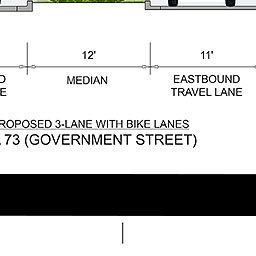 12' 11'
MEDIAN EASTBOUND
TRAVEL LANE
ROPOSED 3-LANE WITH BIKE LANES
73 (GOVERNMENT STREET)